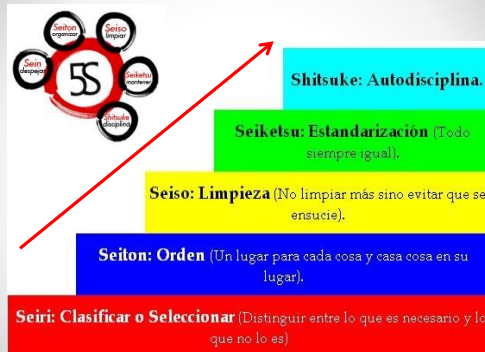 Seiton
organizar
Seiso
limpiar
Sein
despejar
5S
Seiketsu
mantener
Shitsuke
disciplina
Shitsuke: Autodisciplina.
Seiketsu: Estandarización (Todo
siempre igual).
Seiso: Limpieza (No limpiar más sino evitar que se
ensucie).
Seiton: Orden (Un lugar para cada cosa y casa cosa en su
lugar).
Seiri: Clasificar o Seleccionar (Distinguir entre lo que es necesario y lo
que no lo es)